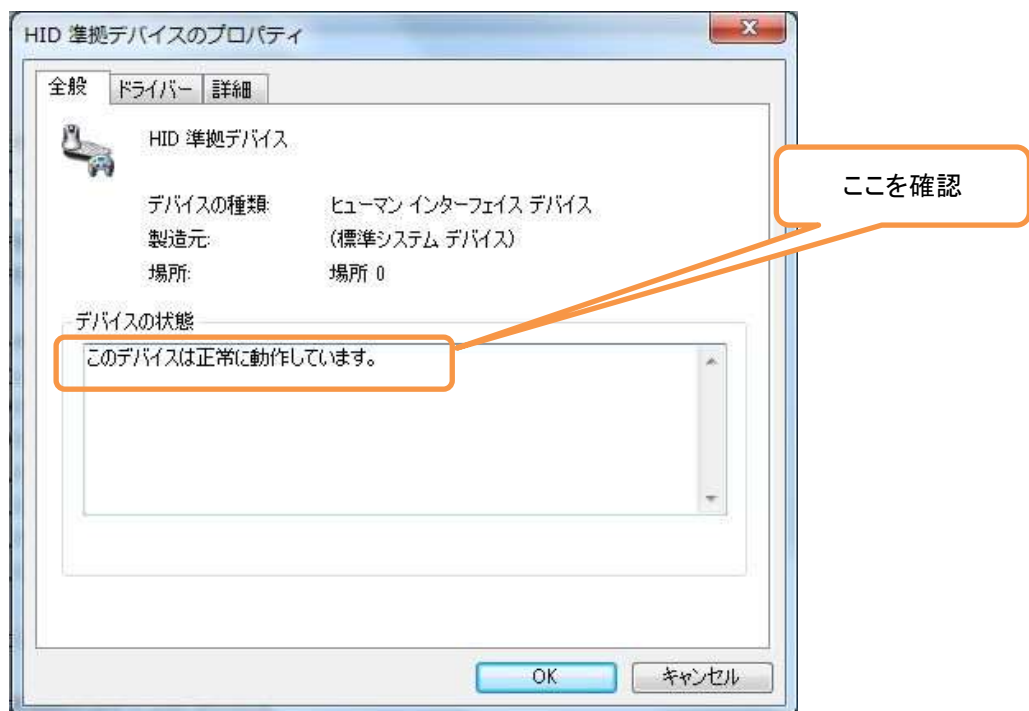 HID 準拠デバイスのプロパティ
全般 ドライバー 詳細
HID 準拠デバイス
デバイスの種類: ヒューマン インターフェイス デバイス
製造元: (標準システム デバイス)
場所: 場所 0
ここを確認
デバイスの状態
このデバイスは正常に動作しています。
OK キャンセル